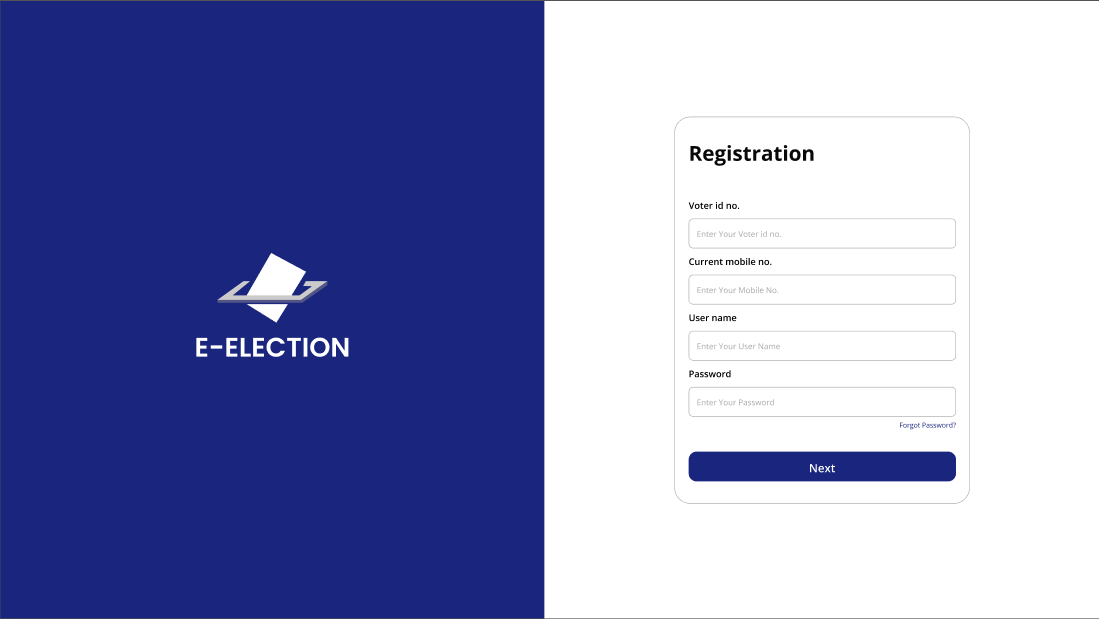 E-ELECTION
Registration
Voter id no.
Enter Your Voter id no.
Current mobile no.
Enter Your Mobile No.
User name
Enter Your User Name
Password
Enter Your Password
Forgot Password?
Next